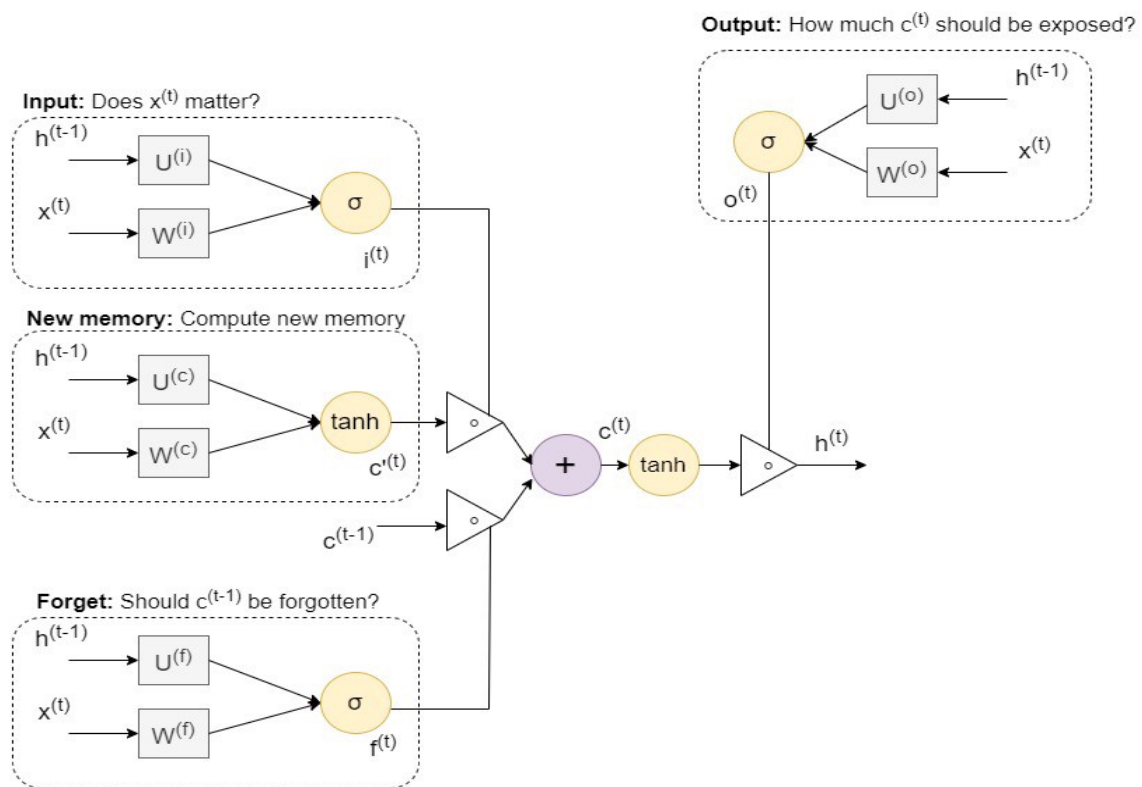 Output: How much c⁽ᵗ⁾ should be exposed?
h⁽ᵗ⁻¹⁾
U⁽ᵒ⁾
σ
x⁽ᵗ⁾
W⁽ᵒ⁾
o⁽ᵗ⁾
Input: Does x⁽ᵗ⁾ matter?
h⁽ᵗ⁻¹⁾
U⁽ⁱ⁾
x⁽ᵗ⁾
W⁽ⁱ⁾
σ
i⁽ᵗ⁾
New memory: Compute new memory
h⁽ᵗ⁻¹⁾
U⁽ᶜ⁾
x⁽ᵗ⁾
W⁽ᶜ⁾
tanh
c'⁽ᵗ⁾
∘
c⁽ᵗ⁻¹⁾
∘
+
c⁽ᵗ⁾
tanh
∘
h⁽ᵗ⁾
Forget: Should c⁽ᵗ⁻¹⁾ be forgotten?
h⁽ᵗ⁻¹⁾
U⁽ᶠ⁾
x⁽ᵗ⁾
W⁽ᶠ⁾
σ
f⁽ᵗ⁾